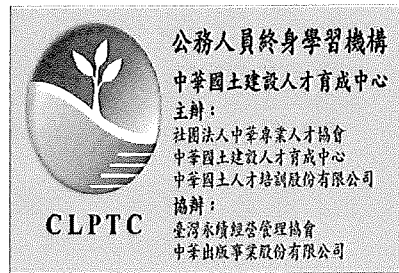 公務人員終身學習機構
中華國土建設人才育成中心
主辦：
社團法人中華專業人才協會
中華國土建設人才育成中心
中華國土人才培訓股份有限公司
協辦：
臺灣永續經營管理協會
中華出版事業股份有限公司
CLPTC